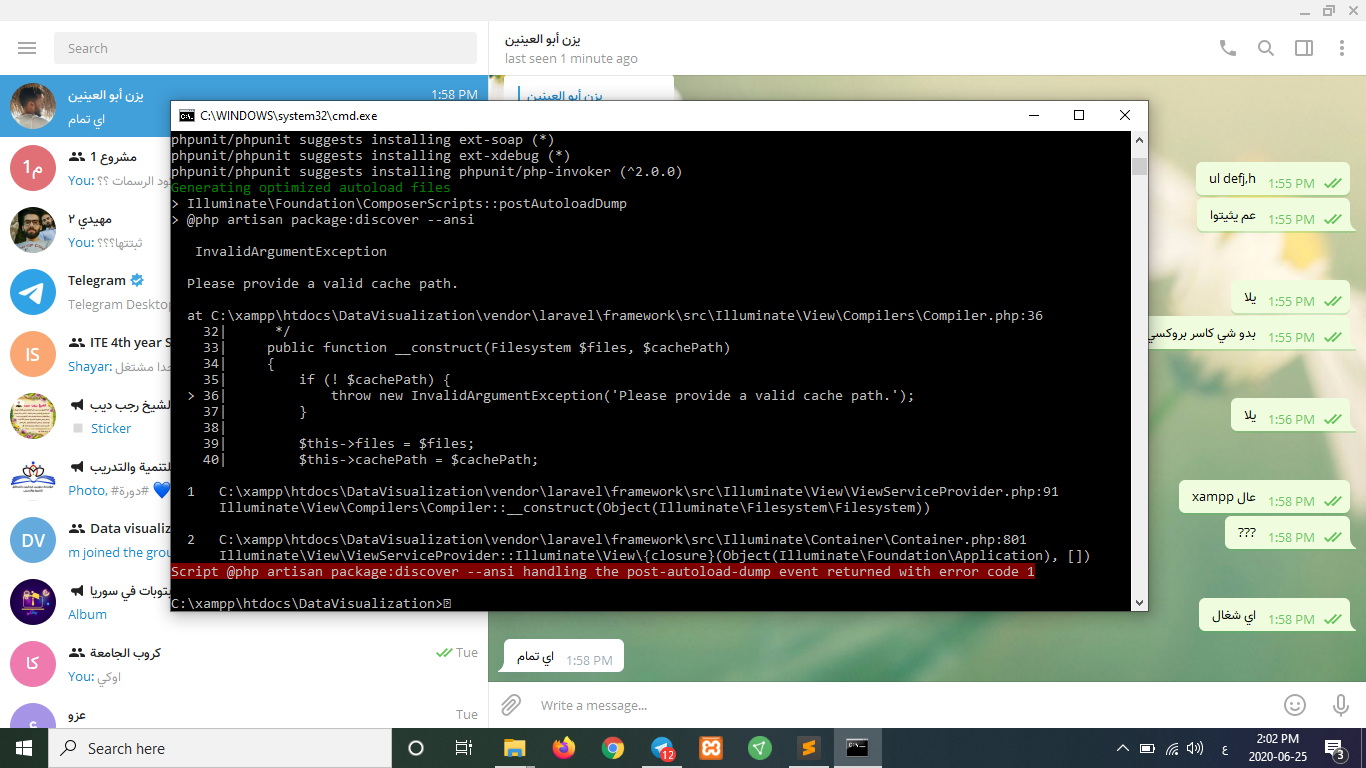 Search
يزن أبو العينين
last seen 1 minute ago
يزن أبو العينين
1:58 PM
اي تمام
مشروع 1
You: ود الرسمات ؟؟
م1
مهيدي ٢
You: ثبتتها؟؟؟
Telegram
Telegram Desktop
IS
ITE 4th year S
Shayar: جدا مشتغل
لشيخ رجب ديب
Sticker
لتنمية والتدريب
Photo, #دورة#
DV
Data visualiz
m joined the grou
يتوبات في سوريا
Album
كا
كروب الجامعة
Tue
You: اوكي
ع
عزو
Tue
يزن أبو العينين
C:\WINDOWS\system32\cmd.exe
phpunit/phpunit suggests installing ext-soap (*)
phpunit/phpunit suggests installing ext-xdebug (*)
phpunit/phpunit suggests installing phpunit/php-invoker (^2.0.0)
Generating optimized autoload files
> Illuminate\Foundation\ComposerScripts::postAutoloadDump
> @php artisan package:discover --ansi
InvalidArgumentException
Please provide a valid cache path.
at C:\xampp\htdocs\DataVisualization\vendor\laravel\framework\src\Illuminate\View\Compilers\Compiler.php:36
32| */
33| public function __construct(Filesystem $files, $cachePath)
34| {
35| if (! $cachePath) {
> 36| throw new InvalidArgumentException('Please provide a valid cache path.');
37| }
38|
39| $this->files = $files;
40| $this->cachePath = $cachePath;
1 C:\xampp\htdocs\DataVisualization\vendor\laravel\framework\src\Illuminate\View\ViewServiceProvider.php:91
Illuminate\View\Compilers\Compiler::__construct(Object(Illuminate\Filesystem\Filesystem))
2 C:\xampp\htdocs\DataVisualization\vendor\laravel\framework\src\Illuminate\Container\Container.php:801
Illuminate\View\ViewServiceProvider::Illuminate\View\{closure}(Object(Illuminate\Foundation\Application), [])
Script @php artisan package:discover --ansi handling the post-autoload-dump event returned with error code 1
C:\xampp\htdocs\DataVisualization>
ul defj,h 1:55 PM
عم يثيتوا 1:55 PM
يلا 1:55 PM
بدو شي كاسر بروكسي 1:55 PM
يلا 1:56 PM
عال xampp 1:58 PM
??? 1:58 PM
اي شغال 1:58 PM
اي تمام 1:58 PM
Write a message...
Search here
12
ع
2:02 PM
2020-06-25
3